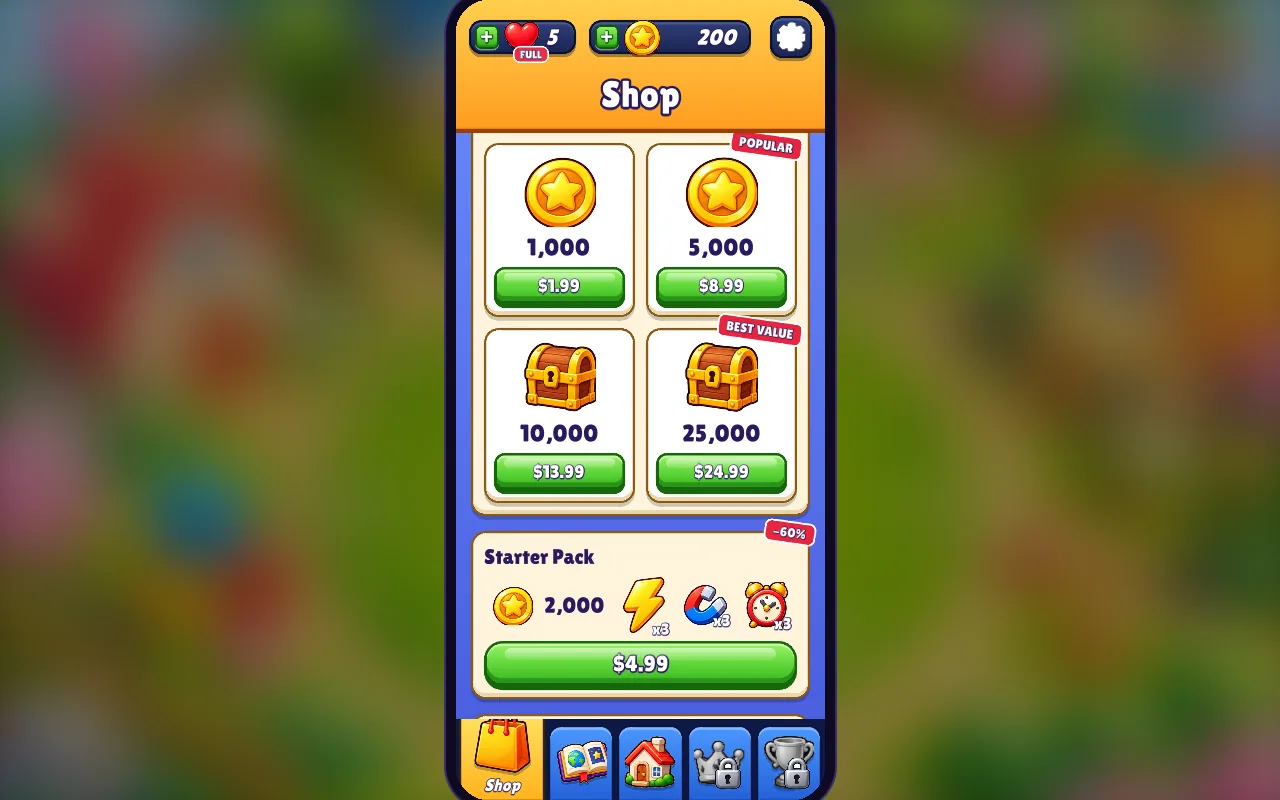 5
FULL
200
Shop
POPULAR
1,000
5,000
$1.99
$8.99
BEST VALUE
10,000
25,000
$13.99
$24.99
-60%
Starter Pack
2,000
x3
x3
x3
$4.99
Shop